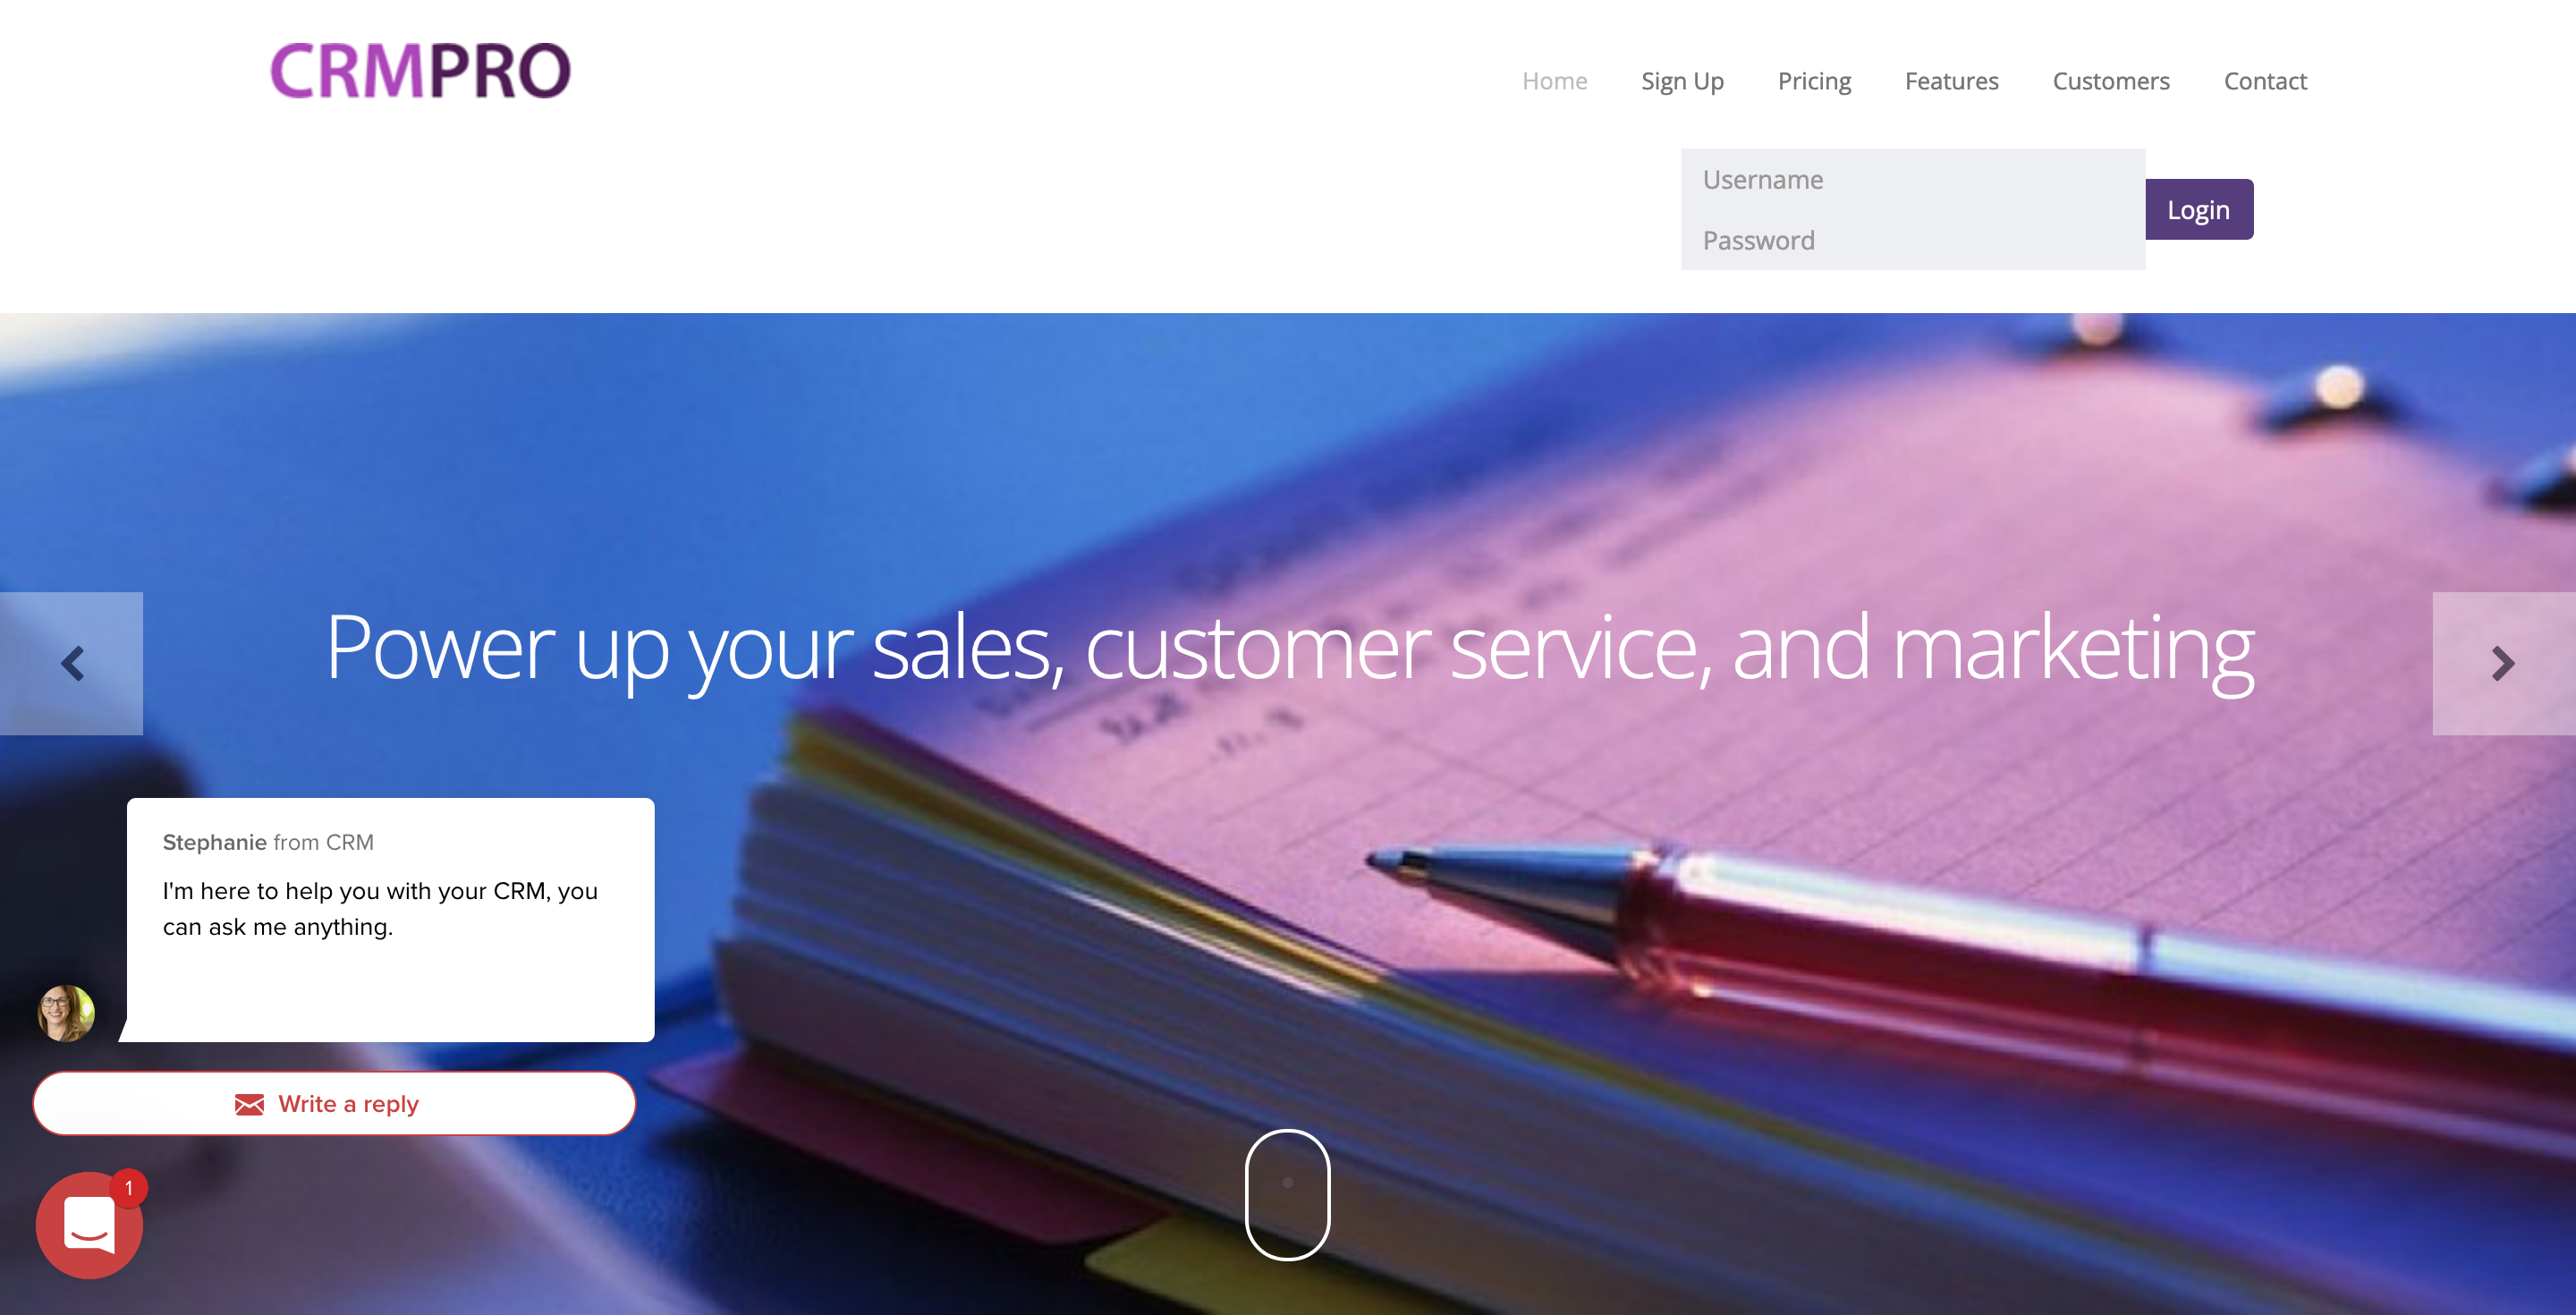 CRMPRO
Home Sign Up Pricing Features Customers Contact
Username
Password
Login
Power up your sales, customer service, and marketing
Stephanie from CRM
I'm here to help you with your CRM, you
can ask me anything.
Write a reply
1